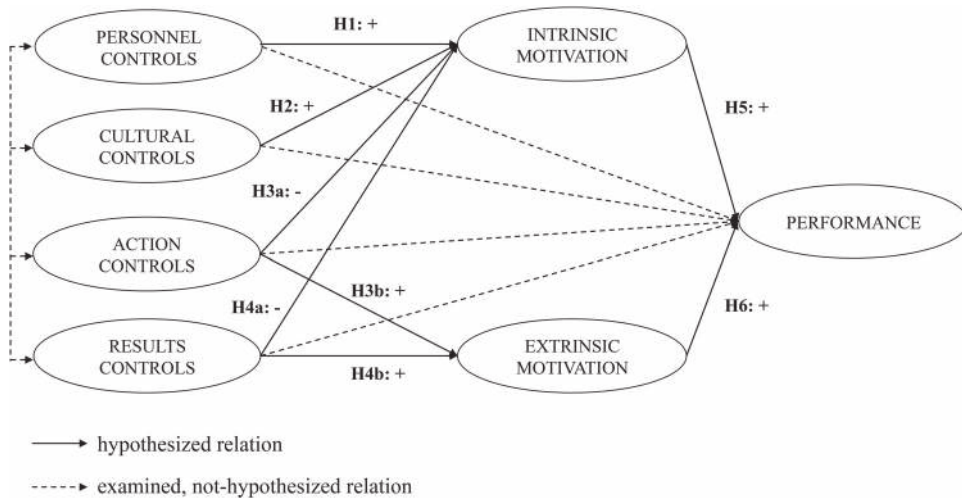 H1: +
PERSONNEL
CONTROLS
INTRINSIC
MOTIVATION
H2: +
H5: +
CULTURAL
CONTROLS
H3a: -
PERFORMANCE
ACTION
CONTROLS
H3b: +
H4a: -
H6: +
RESULTS
CONTROLS
EXTRINSIC
MOTIVATION
H4b: +
hypothesized relation
examined, not-hypothesized relation